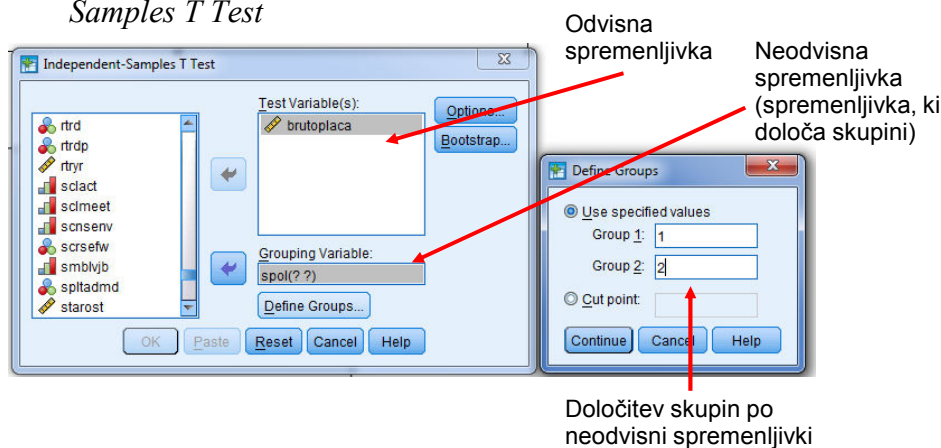 Samples T Test
Odvisna
spremenljivka
Neodvisna
spremenljivka
(spremenljivka, ki
določa skupini)
Independent-Samples T Test
rtrd
rtrdp
rtryr
sclact
sclmeet
scnsenv
scrsefw
smblvjb
spltadmd
starost
Test Variable(s):
brutoplaca
Options...
Bootstrap...
Grouping Variable:
spol(? ?)
Define Groups...
OK Paste Reset Cancel Help
Define Groups
Use specified values
Group 1: 1
Group 2: 2
Cut point:
Continue Cancel Help
Določitev skupin po
neodvisni spremenljivki